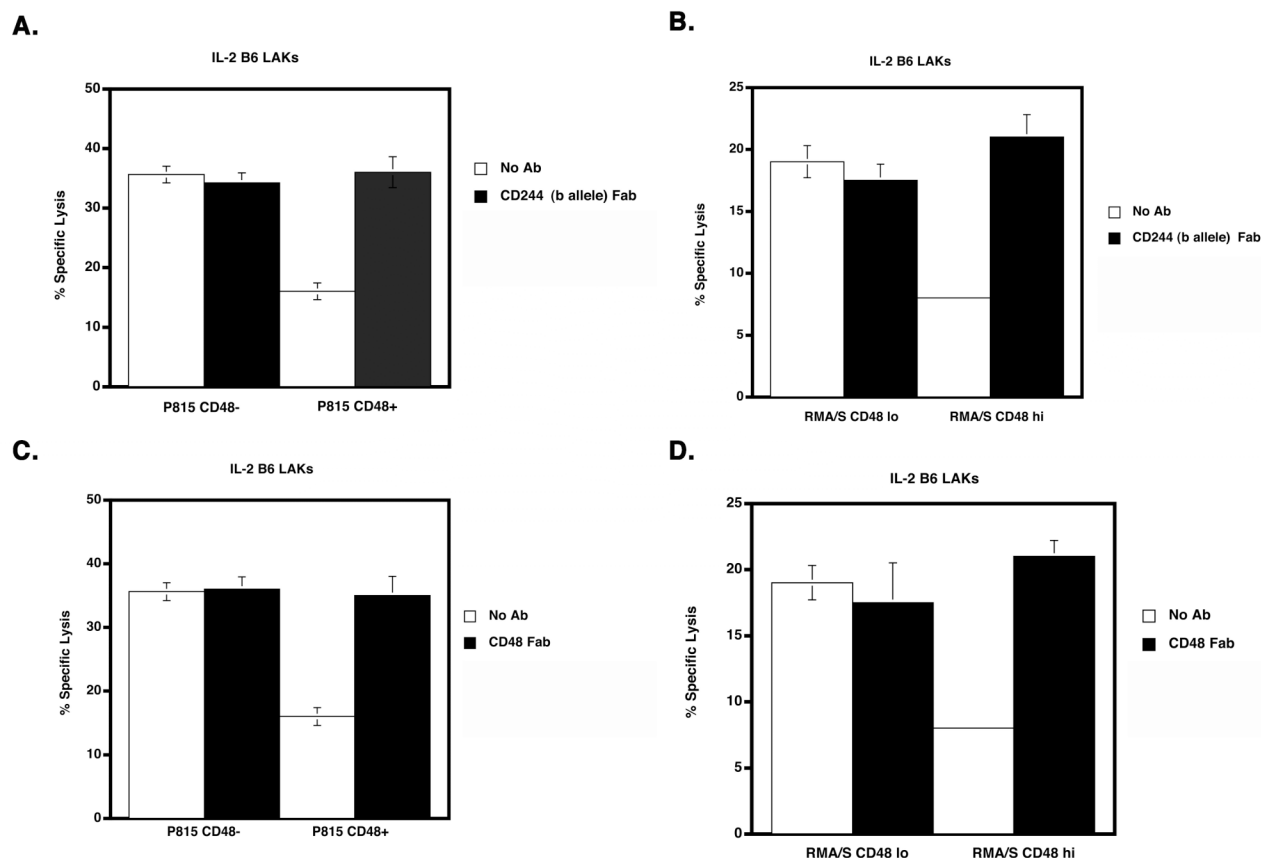 A.
IL-2 B6 LAKs
50
40
30
20
10
0
% Specific Lysis
P815 CD48-
P815 CD48+
No Ab
CD244 (b allele) Fab
B.
IL-2 B6 LAKs
25
20
15
10
5
0
% Specific Lysis
RMA/S CD48 lo
RMA/S CD48 hi
No Ab
CD244 (b allele) Fab
C.
IL-2 B6 LAKs
50
40
30
20
10
0
% Specific Lysis
P815 CD48-
P815 CD48+
No Ab
CD48 Fab
D.
IL-2 B6 LAKs
25
20
15
10
5
0
% Specific Lysis
RMA/S CD48 lo
RMA/S CD48 hi
No Ab
CD48 Fab